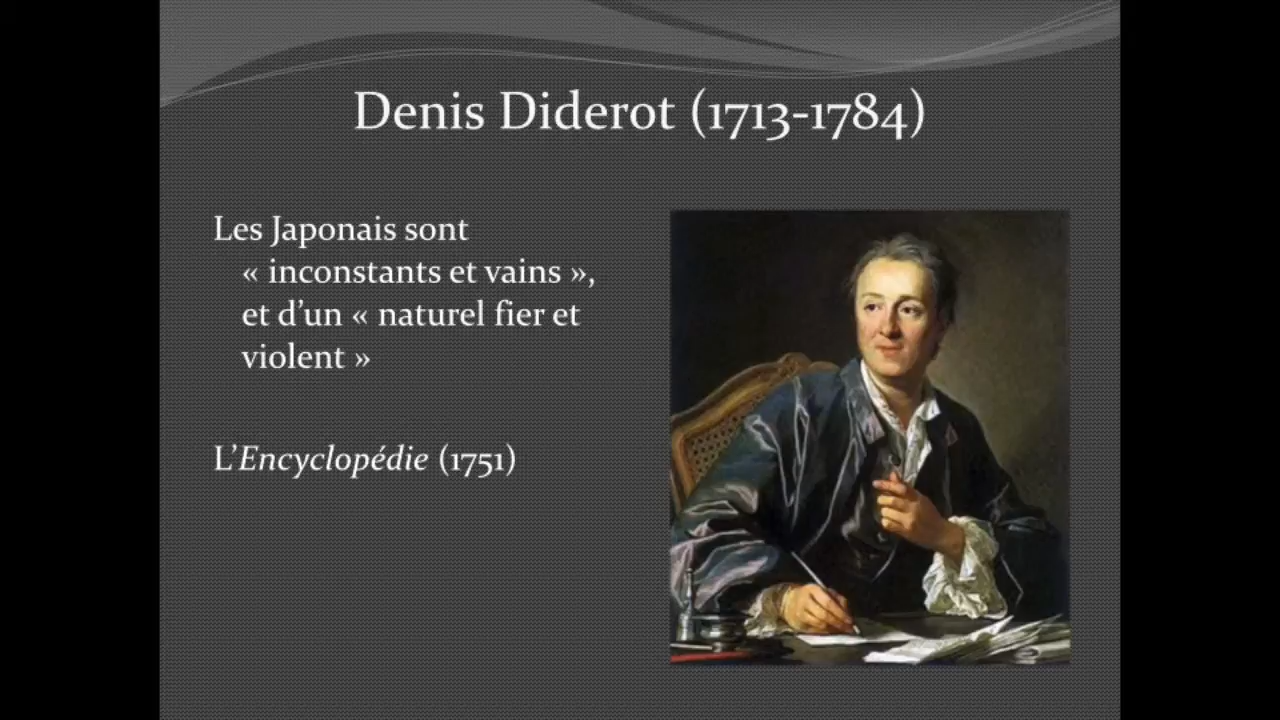 Denis Diderot (1713-1784)
Les Japonais sont
« inconstants et vains »,
et d’un « naturel fier et
violent »
L’Encyclopédie (1751)